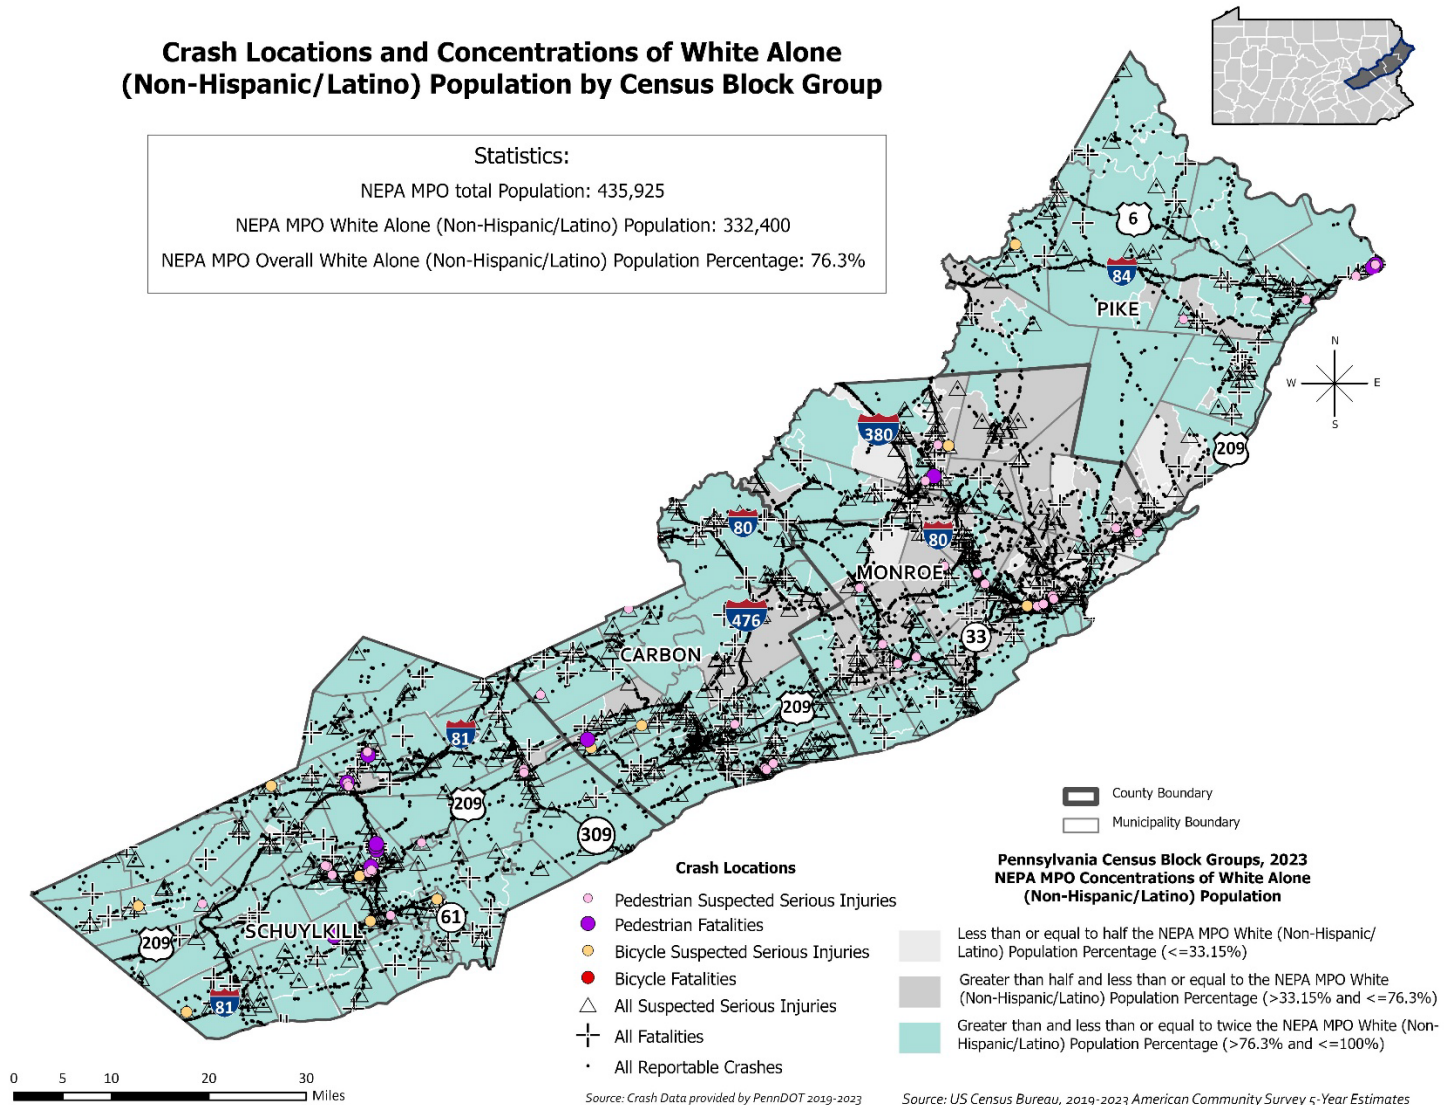 Crash Locations and Concentrations of White Alone
(Non-Hispanic/Latino) Population by Census Block Group
Statistics:
NEPA MPO total Population: 435,925
NEPA MPO White Alone (Non-Hispanic/Latino) Population: 332,400
NEPA MPO Overall White Alone (Non-Hispanic/Latino) Population Percentage: 76.3%
6
84
PIKE
N
W
E
S
380
209
80
80
MONROE
476
33
CARBON
209
81
209
309
61
SCHUYLKILL
209
81
County Boundary
Municipality Boundary
Crash Locations
Pedestrian Suspected Serious Injuries
Pedestrian Fatalities
Bicycle Suspected Serious Injuries
Bicycle Fatalities
All Suspected Serious Injuries
All Fatalities
All Reportable Crashes
Pennsylvania Census Block Groups, 2023
NEPA MPO Concentrations of White Alone
(Non-Hispanic/Latino) Population
Less than or equal to half the NEPA MPO White (Non-Hispanic/
Latino) Population Percentage (<=33.15%)
Greater than half and less than or equal to the NEPA MPO White
(Non-Hispanic/Latino) Population Percentage (>33.15% and <=76.3%)
Greater than and less than or equal to twice the NEPA MPO White (Non-
Hispanic/Latino) Population Percentage (>76.3% and <=100%)
0 5 10 20 30
Miles
Source: Crash Data provided by PennDOT 2019-2023
Source: US Census Bureau, 2019-2023 American Community Survey 5-Year Estimates